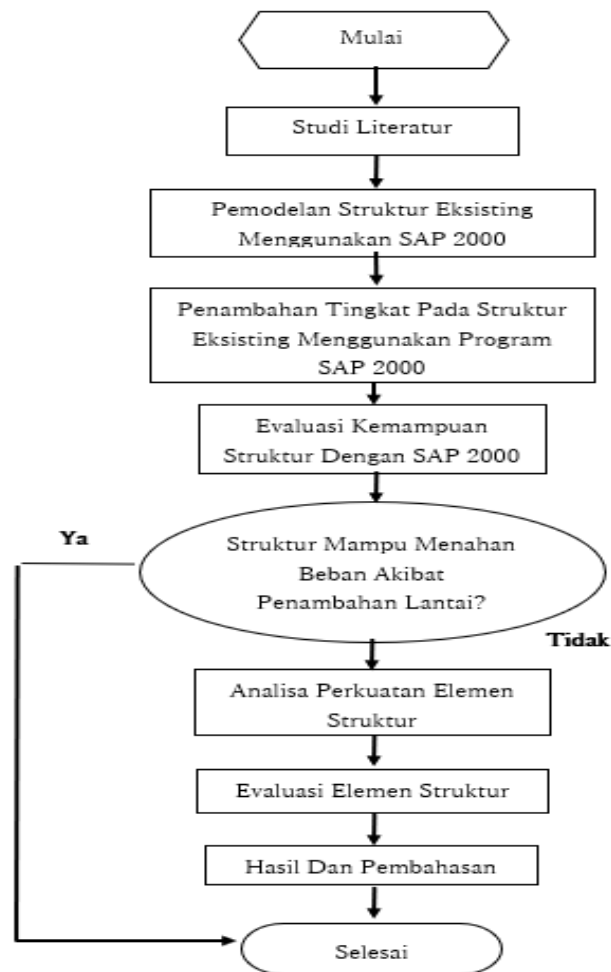 Mulai
Studi Literatur
Pemodelan Struktur Eksisting
Menggunakan SAP 2000
Penambahan Tingkat Pada Struktur
Eksisting Menggunakan Program
SAP 2000
Evaluasi Kemampuan
Struktur Dengan SAP 2000
Ya
Struktur Mampu Menahan
Beban Akibat
Penambahan Lantai?
Tidak
Analisa Perkuatan Elemen
Struktur
Evaluasi Elemen Struktur
Hasil Dan Pembahasan
Selesai